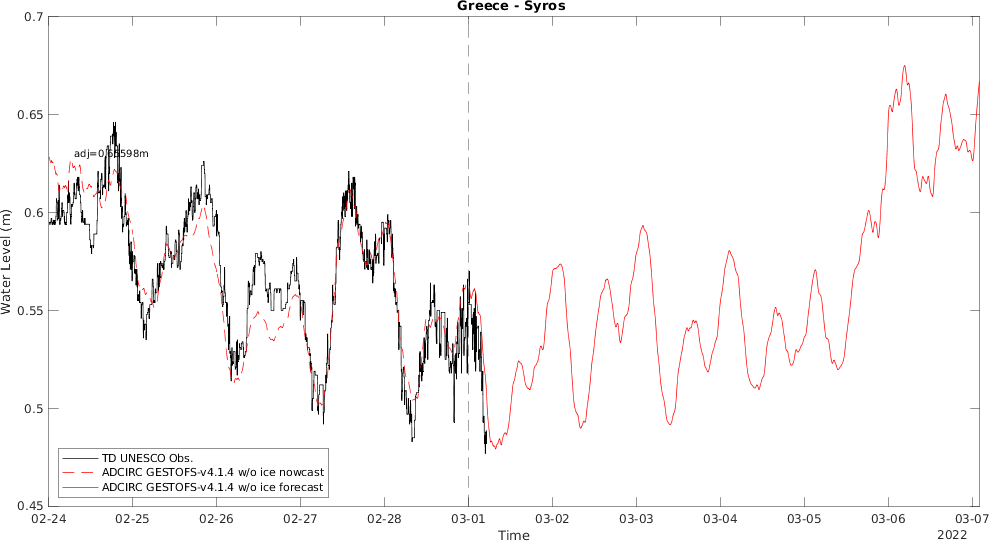 Greece - Syros
0.7
0.65
0.6
0.55
0.5
0.45
Water Level (m)
adj=0.65598m
TD UNESCO Obs.
ADCIRC GESTOFS-v4.1.4 w/o ice nowcast
ADCIRC GESTOFS-v4.1.4 w/o ice forecast
02-24 02-25 02-26 02-27 02-28 03-01 03-02 03-03 03-04 03-05 03-06 03-07
Time
2022